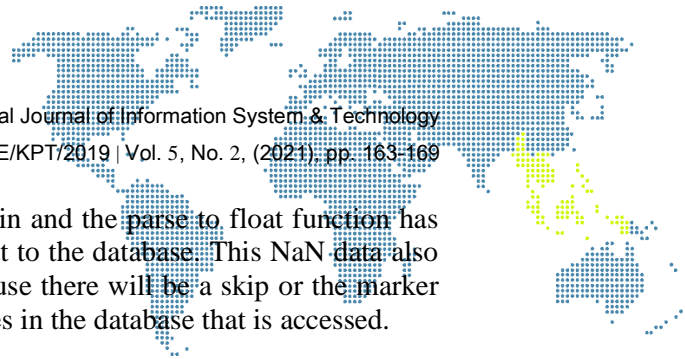 al Journal of Information System & Technology
E/KPT/2019 | Vol. 5, No. 2, (2021), pp. 163-169
in and the parse to float function has
t to the database. This NaN data also
use there will be a skip or the marker
es in the database that is accessed.